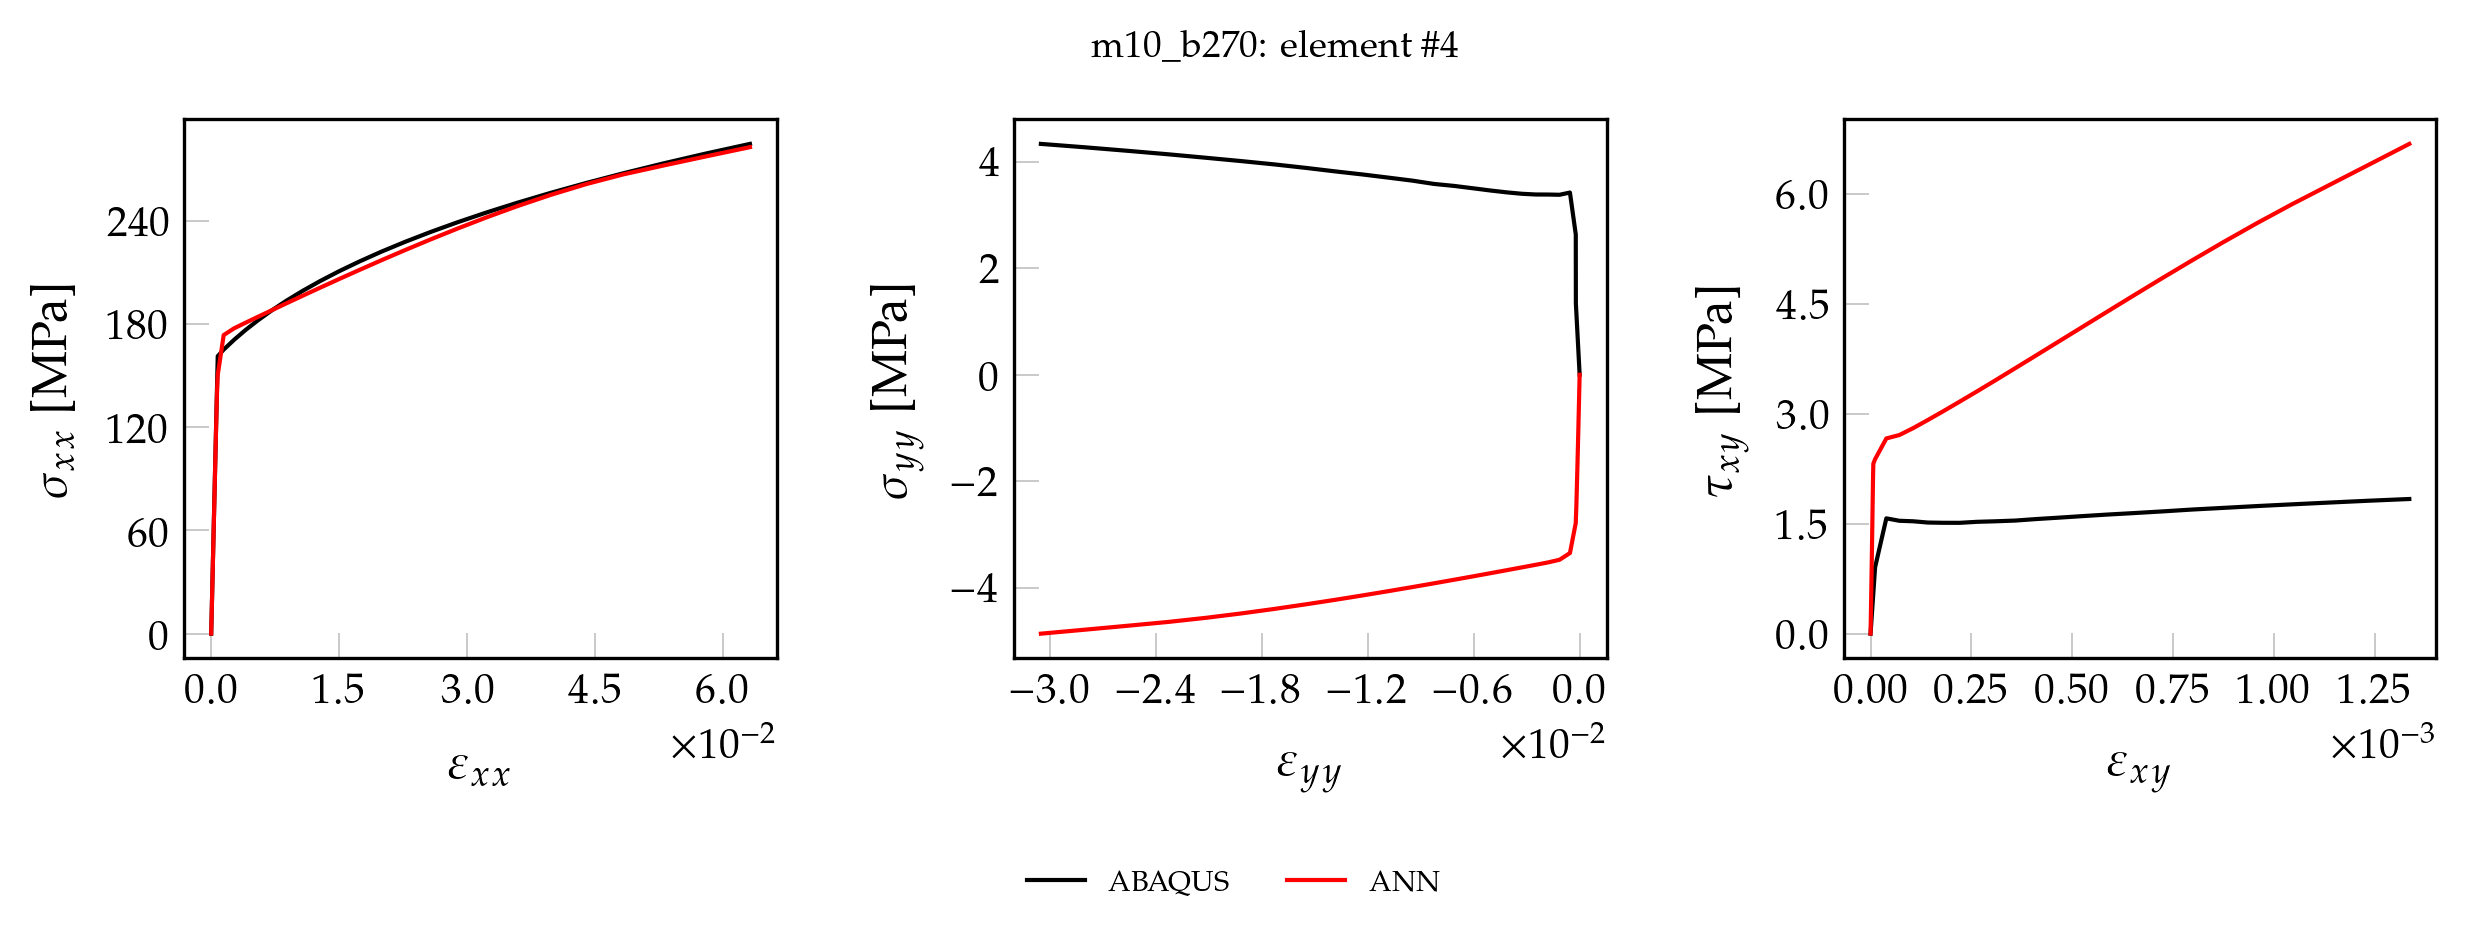 m10_b270: element #4
σxx [MPa]
240
180
120
60
0
0.0 1.5 3.0 4.5 6.0
×10−2
εxx
σyy [MPa]
4
2
0
−2
−4
−3.0 −2.4 −1.8 −1.2 −0.6 0.0
×10−2
εyy
τxy [MPa]
6.0
4.5
3.0
1.5
0.0
0.00 0.25 0.50 0.75 1.00 1.25
×10−3
εxy
ABAQUS ANN